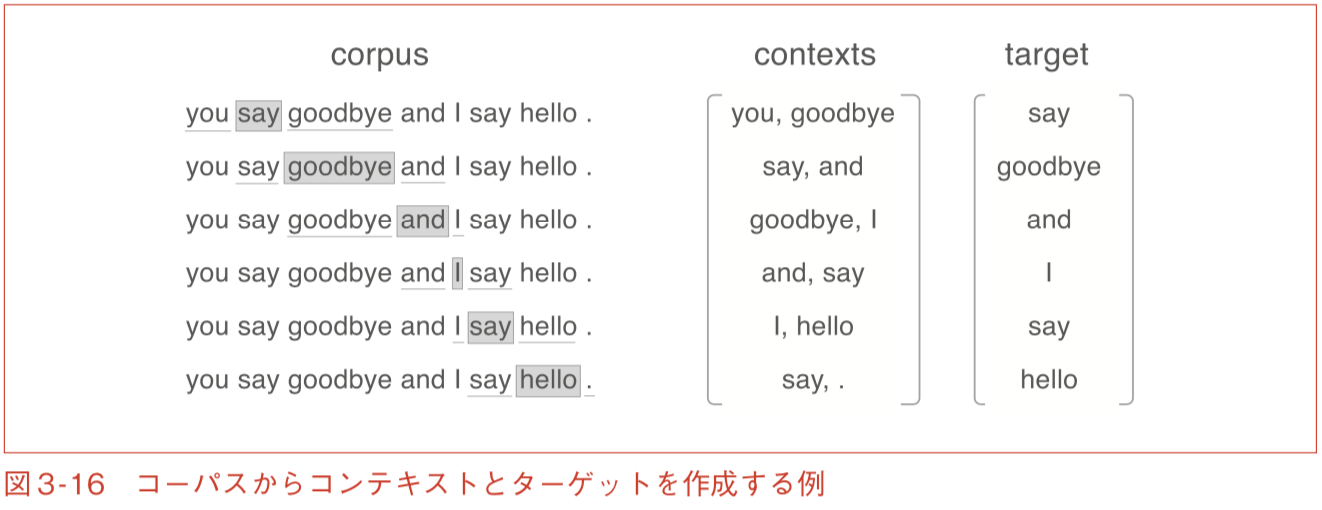 corpus contexts target
you say goodbye and I say hello . you, goodbye say
you say goodbye and I say hello . say, and goodbye
you say goodbye and I say hello . goodbye, I and
you say goodbye and I say hello . and, say I
you say goodbye and I say hello . I, hello say
you say goodbye and I say hello . say, . hello
図3-16 コーパスからコンテキストとターゲットを作成する例